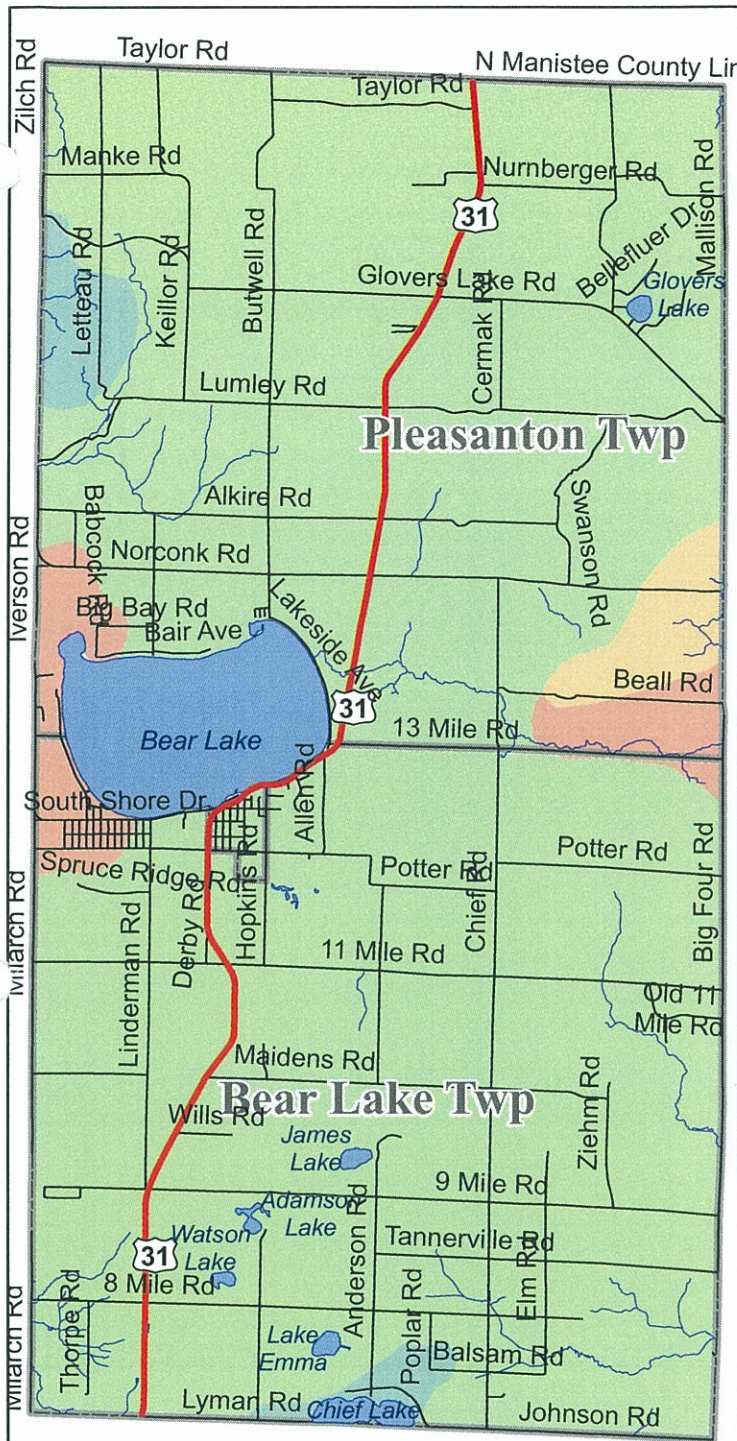 Taylor Rd
N Manistee County Lin
Zilch Rd
Taylor Rd
Manke Rd
Nurnberger Rd
Mallison Rd
31
Bellefluer Dr
Letteau Rd
Keillor Rd
Butwell Rd
Glovers Lake Rd
Glovers
Lake
Cermak Rd
Lumley Rd
Pleasanton Twp
Alkire Rd
Swanson Rd
Babcock Rd
Norconk Rd
Iverson Rd
Big Bay Rd
Bair Ave
E
Lakeside Ave
Beall Rd
31
13 Mile Rd
Bear Lake
Allen Rd
South Shore Dr
Potter Rd
Spruce Ridge Rd
Potter Rd
Hopkins Rd
Derby Rd
Chief Rd
Big Four Rd
Milarch Rd
Linderman Rd
11 Mile Rd
Old 11
Mile Rd
Maidens Rd
Bear Lake Twp
Wills Rd
Ziehm Rd
James
Lake
9 Mile Rd
Adamson
Lake
Anderson Rd
Tannerville Rd
Watson
Lake
31
8 Mile Rd
Elm Rd
Poplar Rd
Thorpe Rd
Milarch Rd
Lake
Emma
Balsam Rd
Lyman Rd
Chief Lake
Johnson Rd